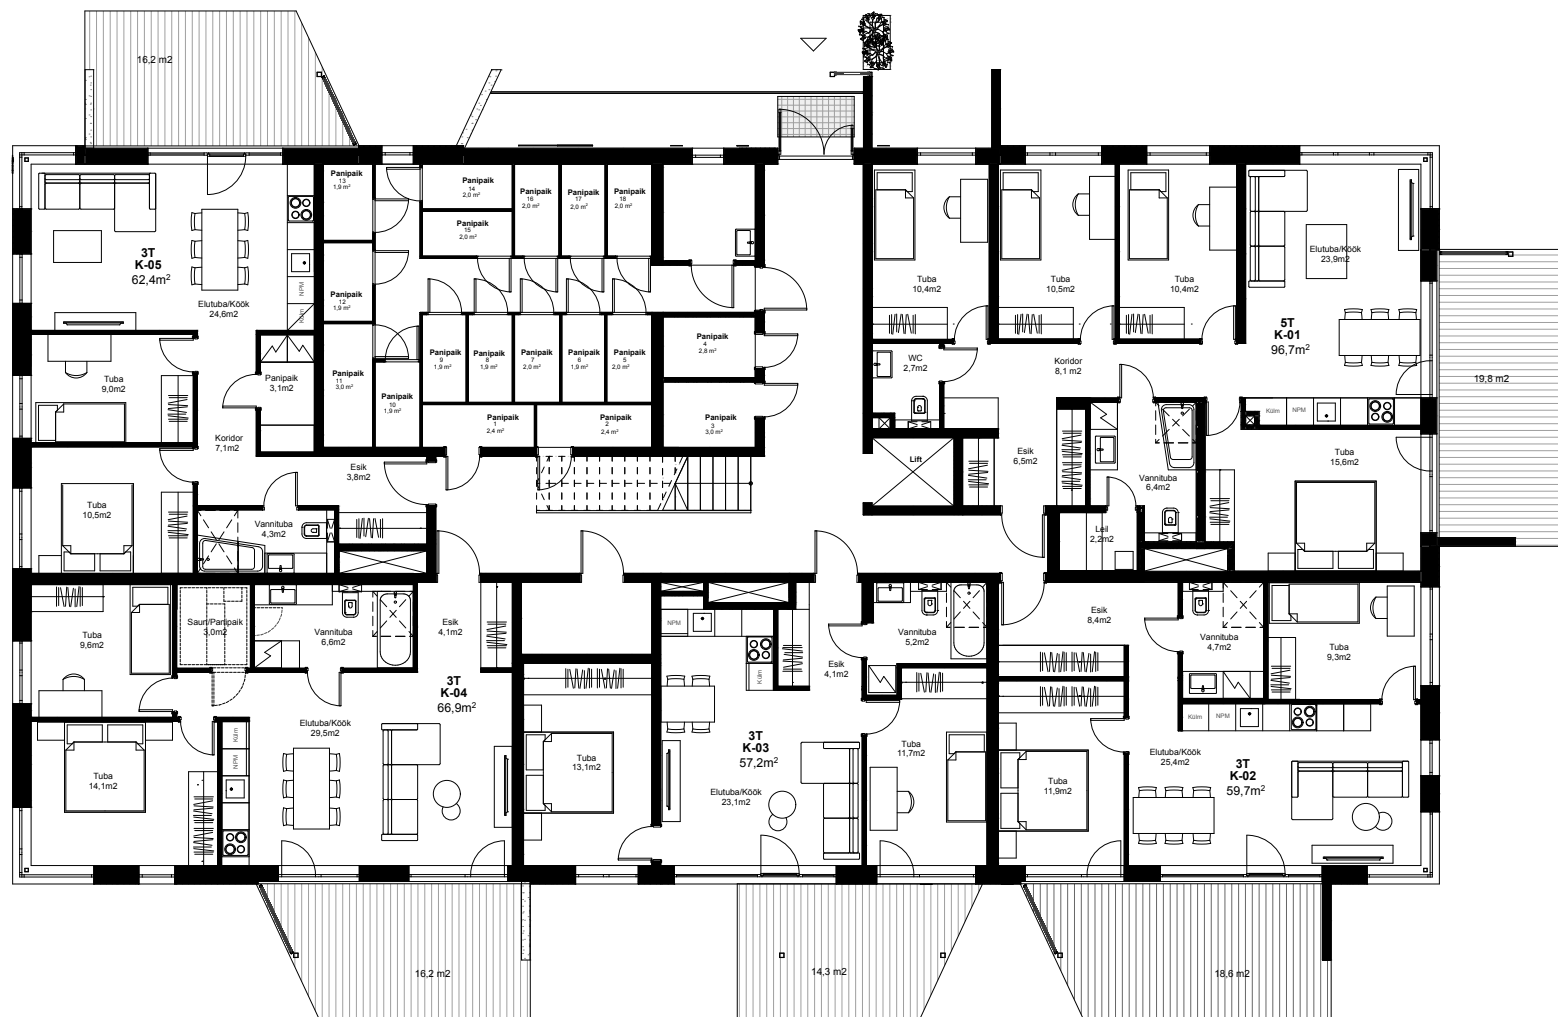 16,2 m2
3T
K-05
62,4m²
Elutuba/Köök
24,6m2
NPM
Külm
Tuba
9,0m2
Panipaik
3,1m2
Koridor
7,1m2
Tuba
10,5m2
Esik
3,8m2
Vannituba
4,3m2
Panipaik
13
1,9 m²
Panipaik
14
2,0 m²
Panipaik
15
2,0 m²
Panipaik
16
2,0 m²
Panipaik
17
2,0 m²
Panipaik
18
2,0 m²
Panipaik
12
1,9 m²
Panipaik
11
3,0 m²
Panipaik
10
1,9 m²
Panipaik
9
1,9 m²
Panipaik
8
1,9 m²
Panipaik
7
2,0 m²
Panipaik
6
1,9 m²
Panipaik
5
2,0 m²
Panipaik
4
2,8 m²
Panipaik
1
2,4 m²
Panipaik
2
2,4 m²
Panipaik
3
3,0 m²
Tuba
10,4m2
Tuba
10,5m2
Tuba
10,4m2
Elutuba/Köök
23,9m2
5T
K-01
96,7m²
WC
2,7m2
Koridor
8,1 m2
19,8 m2
Külm
NPM
Lift
Esik
6,5m2
Vannituba
6,4m2
Tuba
15,6m2
Leil
2,2m2
Tuba
9,6m2
Saun/Panipaik
3,0m2
Vannituba
6,6m2
Esik
4,1m2
3T
K-04
66,9m²
Elutuba/Köök
29,5m2
Külm
NPM
Tuba
14,1m2
Tuba
13,1m2
NPM
Külm
Esik
4,1m2
Vannituba
5,2m2
3T
K-03
57,2m²
Elutuba/Köök
23,1m2
Tuba
11,7m2
Esik
8,4m2
Vannituba
4,7m2
Tuba
9,3m2
Külm
NPM
Elutuba/Köök
25,4m2
3T
K-02
59,7m²
Tuba
11,9m2
16,2 m2
14,3 m2
18,6 m2